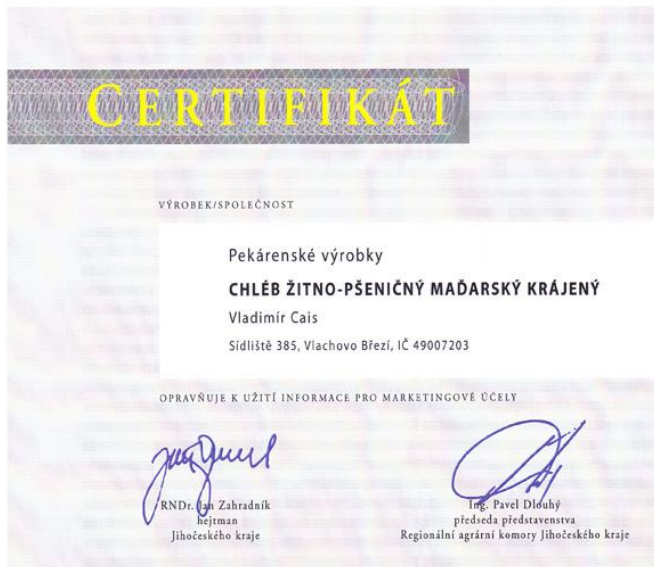 CERTIFIKÁT
VÝROBEK/SPOLEČNOST
Pekárenské výrobky
CHLÉB ŽITNO-PŠENIČNÝ MAĎARSKÝ KRÁJENÝ
Vladimír Cais
Sídliště 385, Vlachovo Březí, IČ 49007203
OPRAVŇUJE K UŽITÍ INFORMACE PRO MARKETINGOVÉ ÚČELY
RNDr. Jan Zahradník
hejtman
Jihočeského kraje
Ing. Pavel Dlouhý
předseda představenstva
Regionální agrární komory Jihočeského kraje